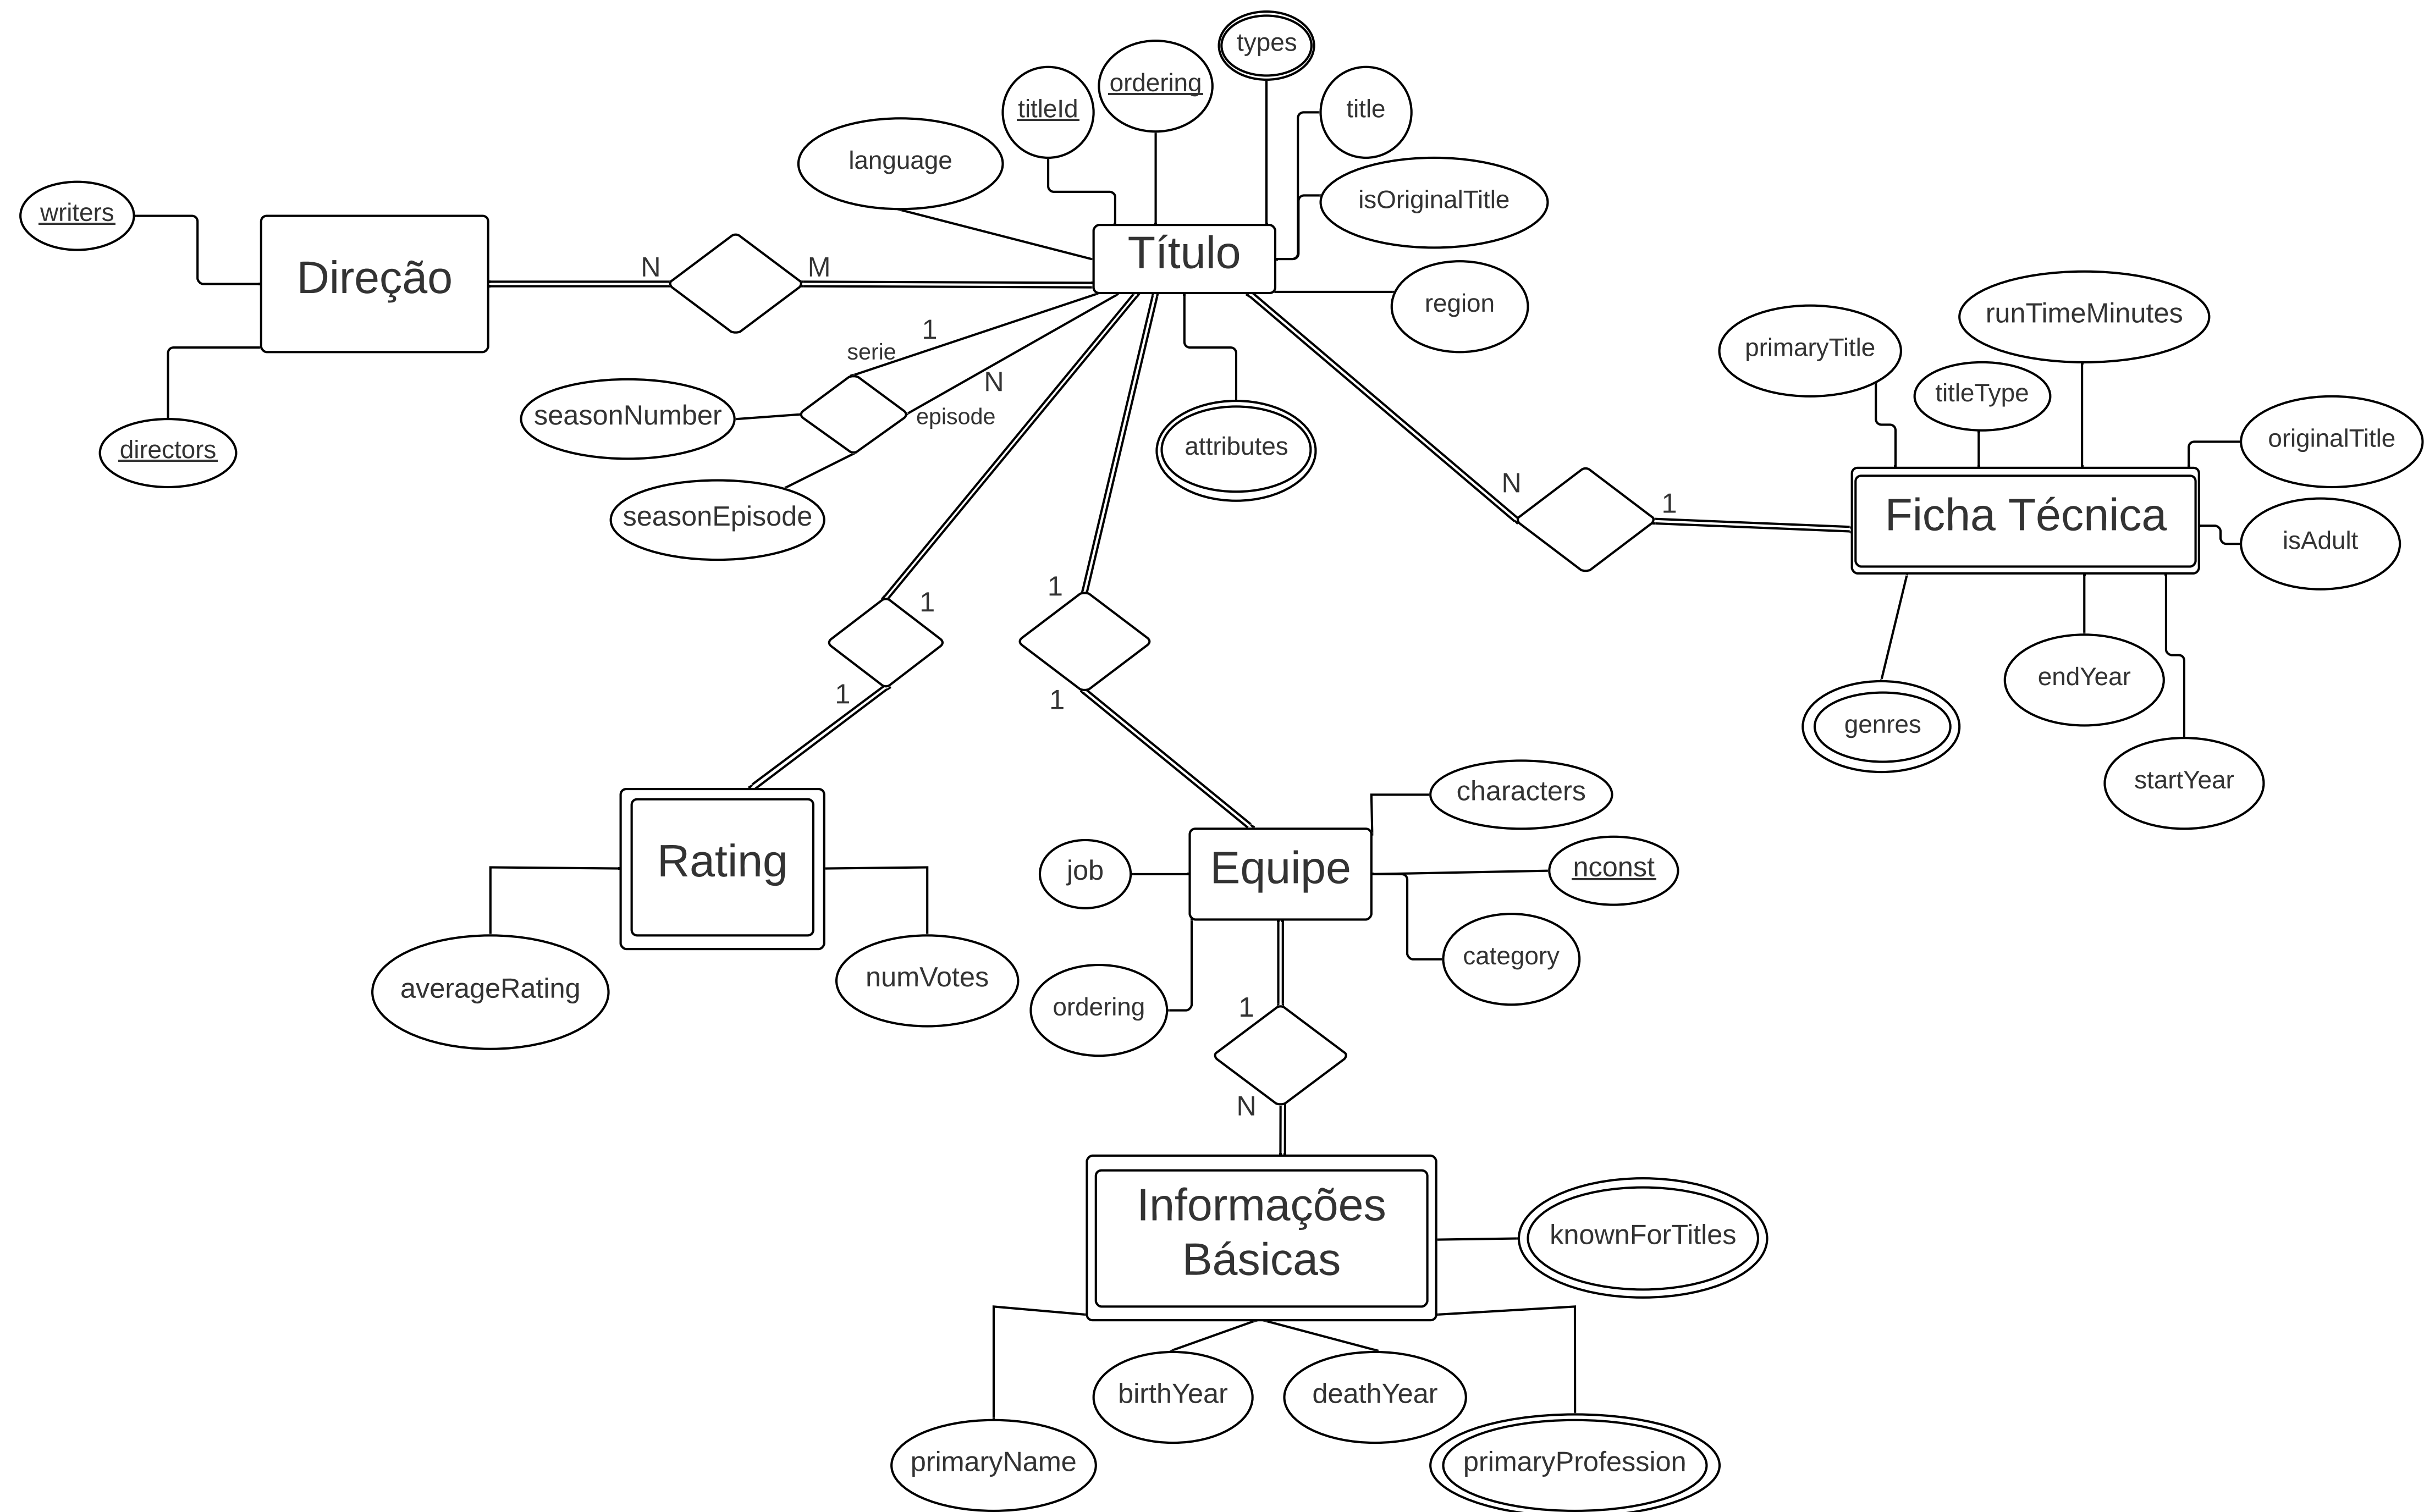 types
ordering
titleId
title
language
isOriginalTitle
writers
Direção
N
M
Título
region
runTimeMinutes
primaryTitle
titleType
originalTitle
1
serie
N
episode
seasonNumber
directors
attributes
seasonEpisode
N
1
Ficha Técnica
isAdult
1
1
1
1
genres
endYear
startYear
Rating
characters
job
Equipe
nconst
category
averageRating
numVotes
ordering
1
N
Informações
Básicas
knownForTitles
birthYear
deathYear
primaryName
primaryProfession